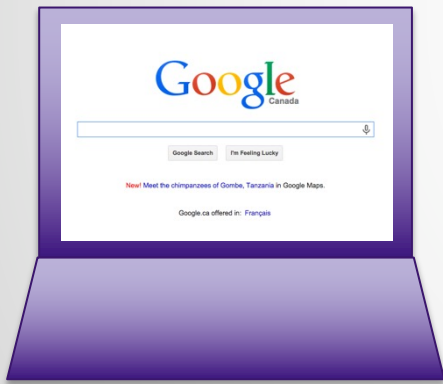 Google
Canada
Google Search I'm Feeling Lucky
New! Meet the chimpanzees of Gombe, Tanzania in Google Maps.
Google.ca offered in: Français